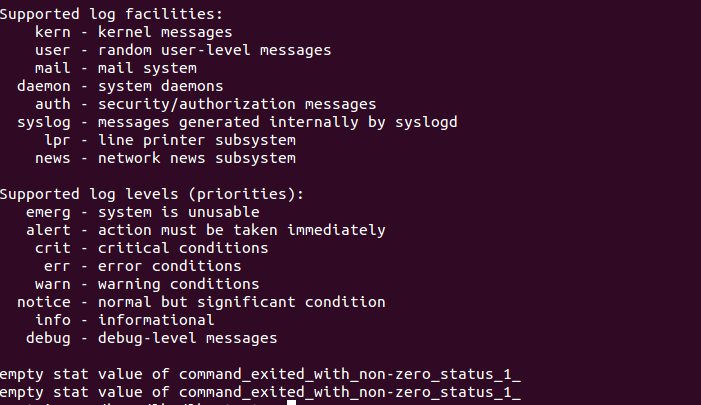 Supported log facilities:
kern - kernel messages
user - random user-level messages
mail - mail system
daemon - system daemons
auth - security/authorization messages
syslog - messages generated internally by syslogd
lpr - line printer subsystem
news - network news subsystem
Supported log levels (priorities):
emerg - system is unusable
alert - action must be taken immediately
crit - critical conditions
err - error conditions
warn - warning conditions
notice - normal but significant condition
info - informational
debug - debug-level messages
empty stat value of command_exited_with_non-zero_status_1_
empty stat value of command_exited_with_non-zero_status_1_